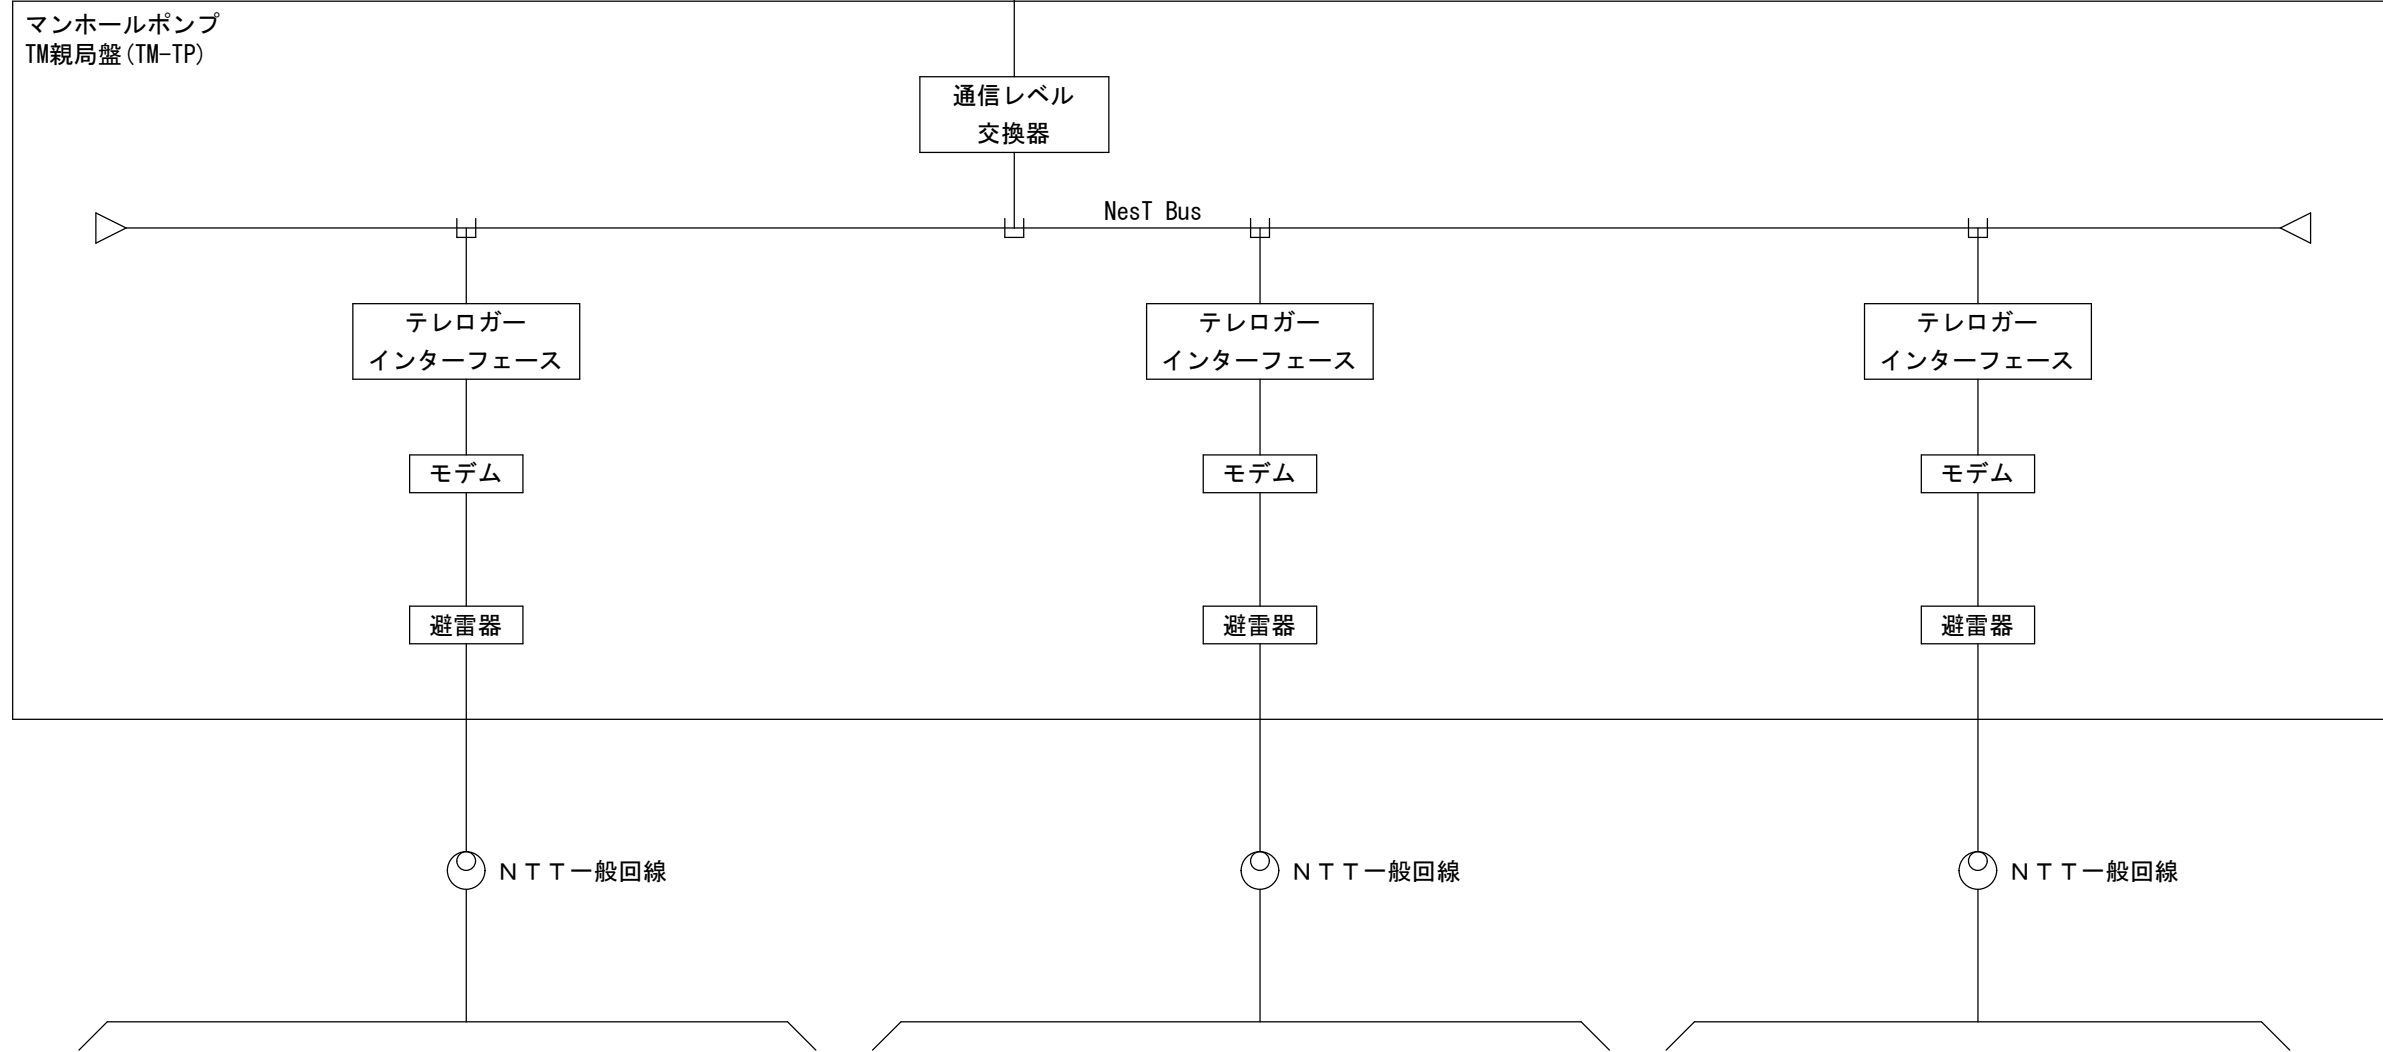 マンホールポンプ
TM親局盤(TM-TP)
通信レベル
交換器
NesT Bus
テレロガー
インターフェース
テレロガー
インターフェース
テレロガー
インターフェース
モデム
モデム
モデム
避雷器
避雷器
避雷器
ＮＴＴ一般回線
ＮＴＴ一般回線
ＮＴＴ一般回線